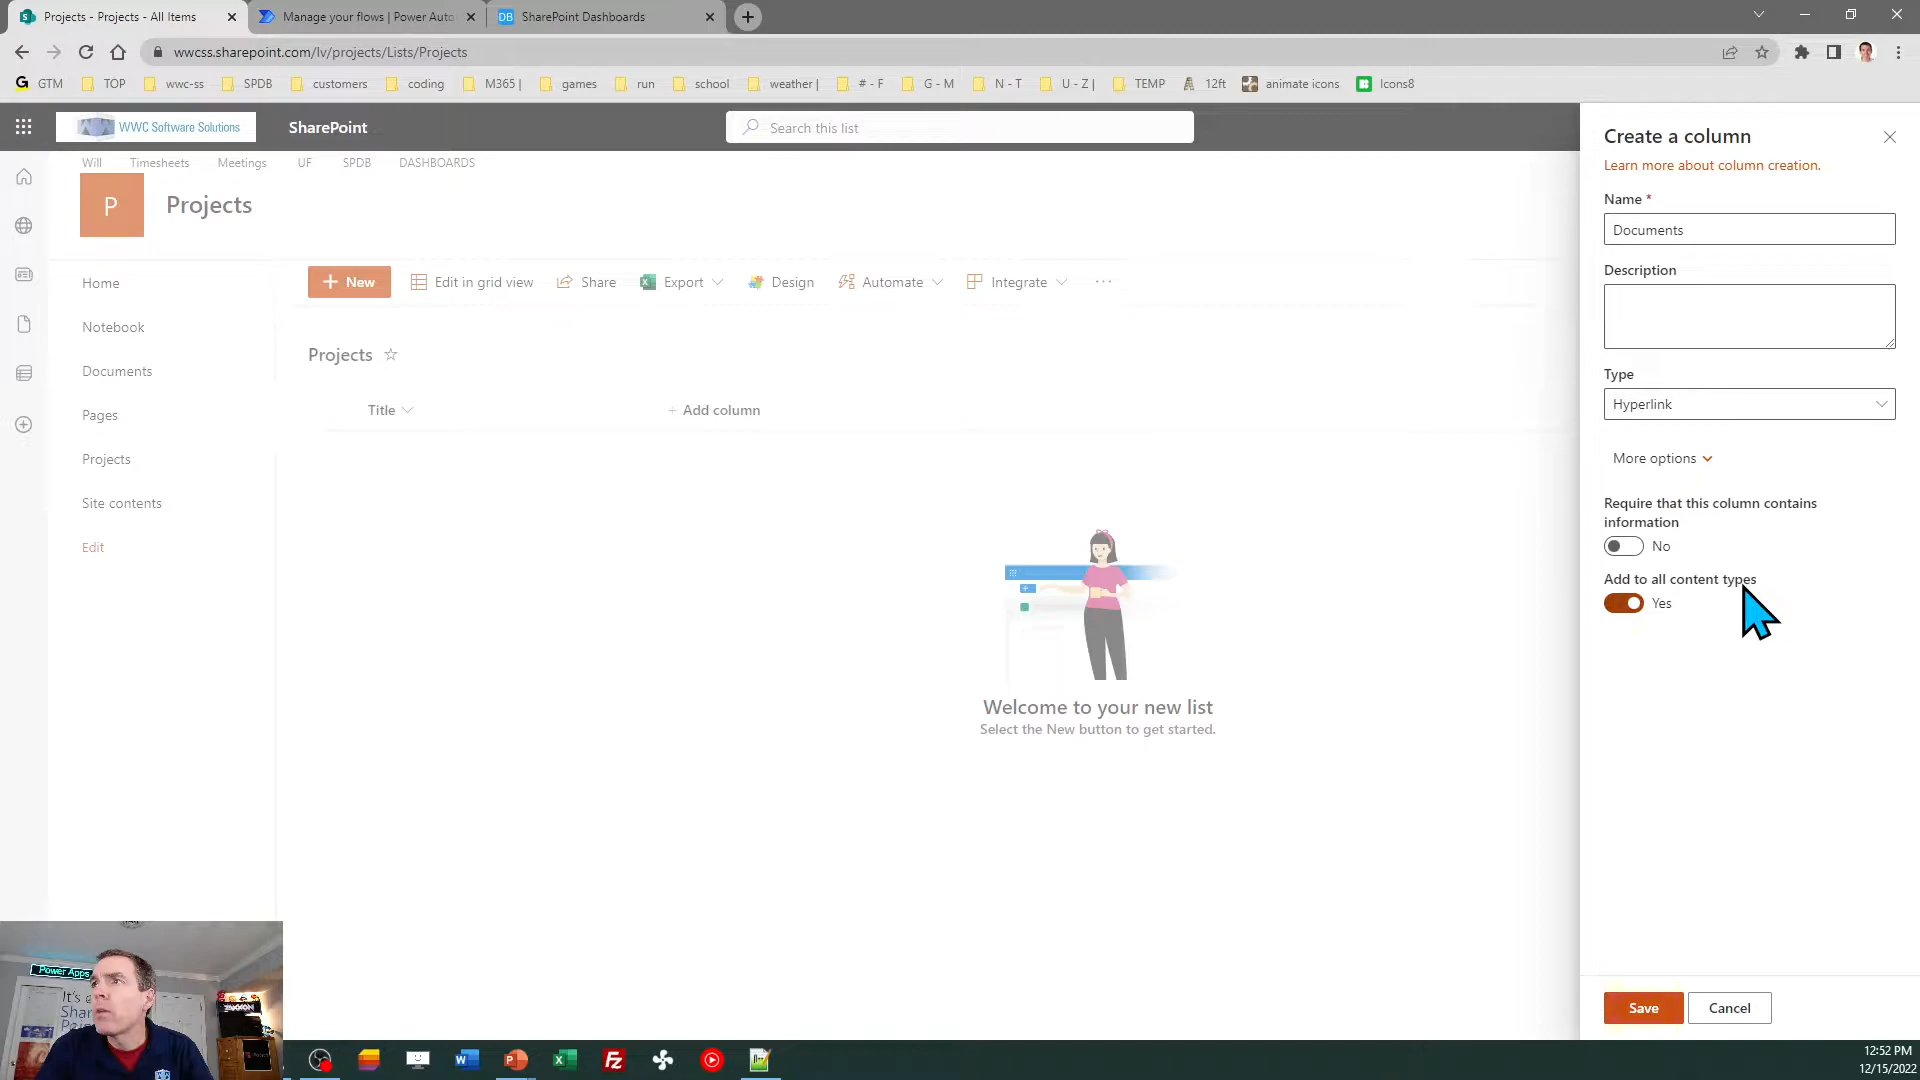 Projects - Projects - All Items
Manage your flows | Power Auto
DB SharePoint Dashboards
wwcss.sharepoint.com/lv/projects/Lists/Projects
G GTM TOP wwc-ss SPDB customers coding M365 | games run school weather | # - F G - M N - T U - Z | TEMP 12ft animate icons Icons8
WWC Software Solutions
SharePoint
Search this list
Will Timesheets Meetings UF SPDB DASHBOARDS
P
Projects
Home
Notebook
Documents
Pages
Projects
Site contents
Edit
+ New Edit in grid view Share Export Design Automate Integrate ...
Projects
Title
+ Add column
Welcome to your new list
Select the New button to get started.
Create a column
Learn more about column creation.
Name *
Documents
Description
Type
Hyperlink
More options
Require that this column contains
information
No
Add to all content types
Yes
Save Cancel
Power Apps
It's
Shar
12:52 PM
12/15/2022